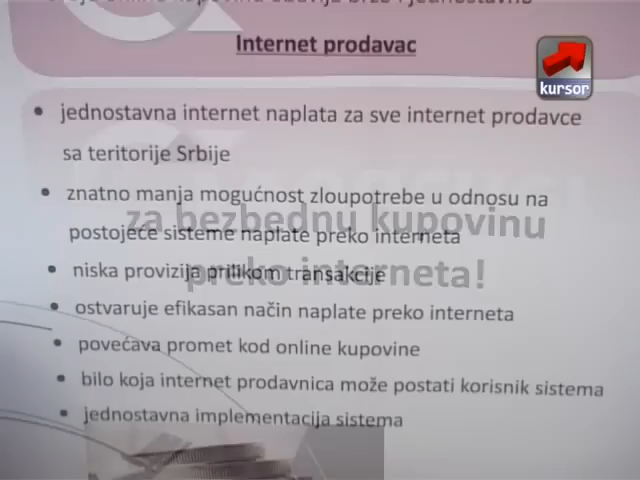 Internet prodavac
kursor
jednostavna internet naplata za sve internet prodavce
sa teritorije Srbije
znatno manja mogućnost zloupotrebe u odnosu na
za bezbednu kupovinu
postojeće sisteme naplate preko interneta
niska provizija prilikom transakcije
preko interneta!
ostvaruje efikasan način naplate preko interneta
povećava promet kod online kupovine
bilo koja internet prodavnica može postati korisnik sistema
jednostavna implementacija sistema